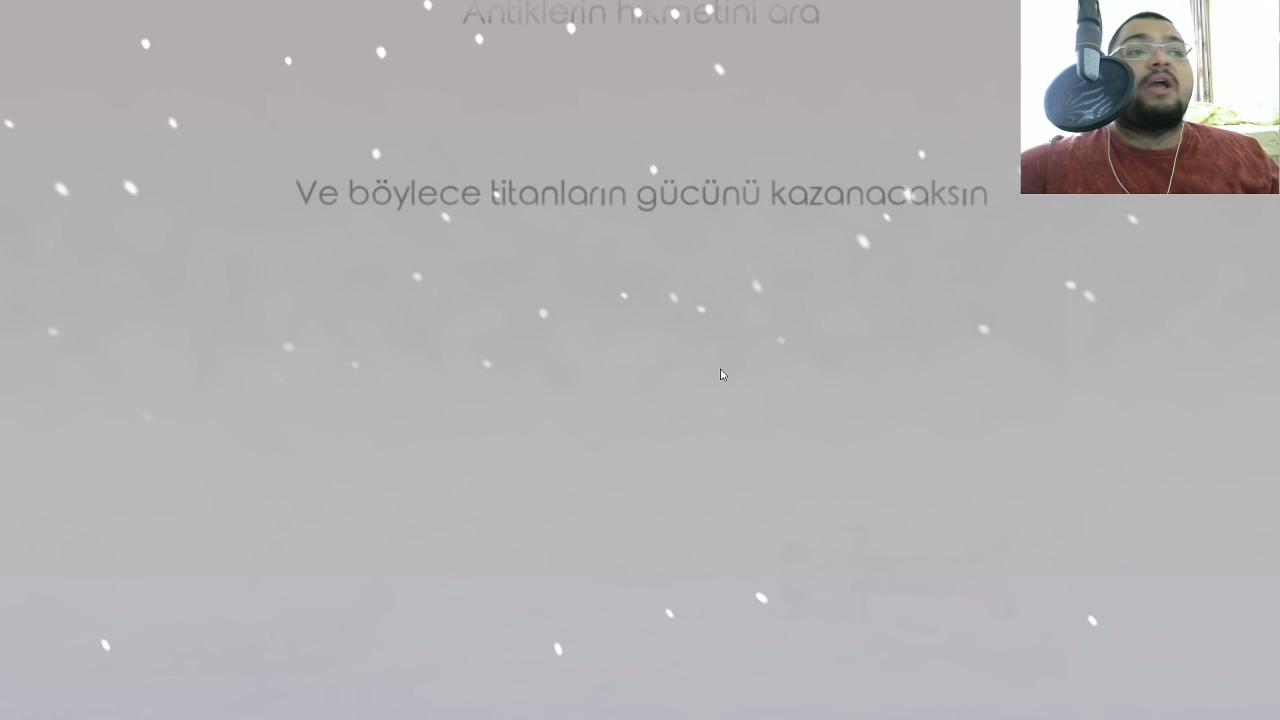 Antiklerin hikmetini ara
Ve böylece titanların gücünü kazanacaksın